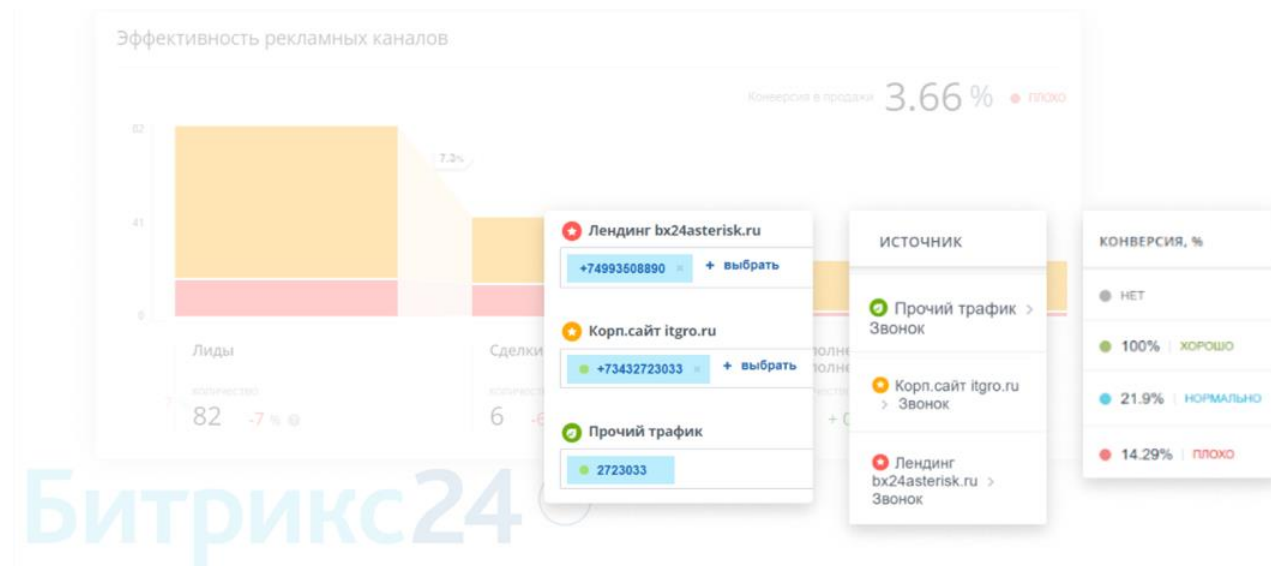 Эффективность рекламных каналов
Конверсия в продажи 3.66 % ПЛОХО
82
7.3%
41
0
Лиды
количество
82 -7 %
Сделки
количество
6
Лендинг bx24asterisk.ru
+74993508890 × + выбрать
Корп.сайт itgro.ru
+73432723033 × + выбрать
Прочий трафик
2723033
ИСТОЧНИК
Прочий трафик >
Звонок
Корп.сайт itgro.ru
> Звонок
Лендинг
bx24asterisk.ru >
Звонок
КОНВЕРСИЯ, %
НЕТ
100% | ХОРОШО
21.9% | НОРМАЛЬНО
14.29% | ПЛОХО
Битрикс24